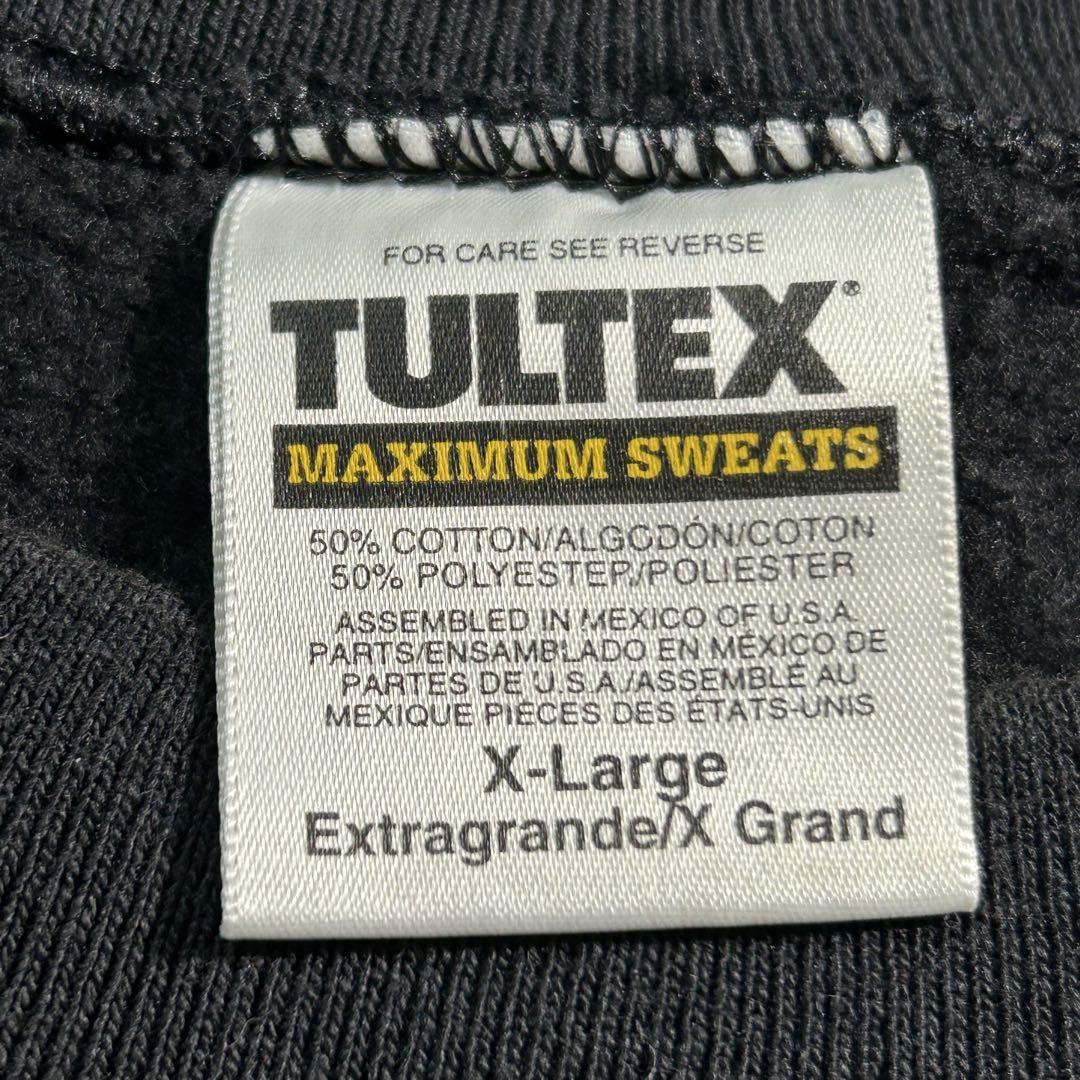 FOR CARE SEE REVERSE
TULTEX®
MAXIMUM SWEATS
50% COTTON/ALGODÓN/COTON
50% POLYESTER/POLIESTER
ASSEMBLED IN MEXICO OF U.S.A.
PARTS/ENSAMBLADO EN MÉXICO DE
PARTES DE U.S.A./ASSEMBLÉ AU
MEXIQUE PIÈCES DES ÉTATS-UNIS
X-Large
Extragrande/X Grand